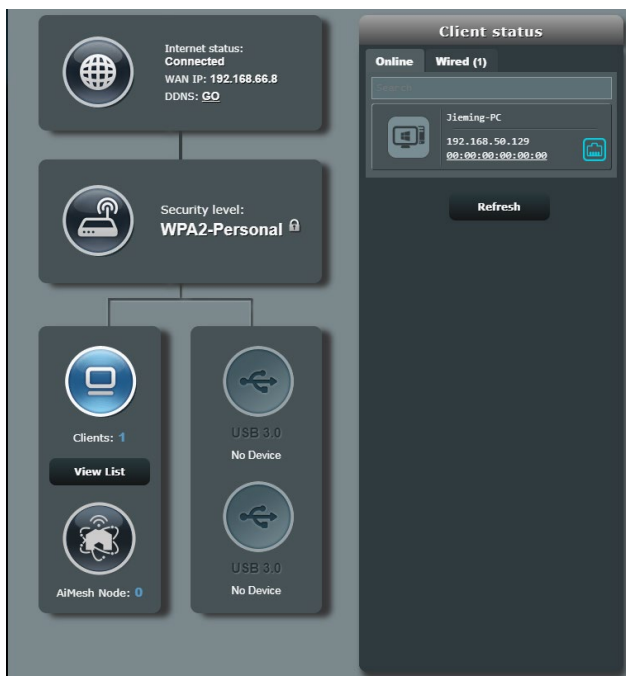 Internet status:
Connected
WAN IP: 192.168.66.8
DDNS: GO
Security level:
WPA2-Personal
Clients: 1
View List
AiMesh Node: 0
USB 3.0
No Device
USB 3.0
No Device
Client status
Online Wired (1)
Search
Jieming-PC
192.168.50.129
00:00:00:00:00:00
Refresh